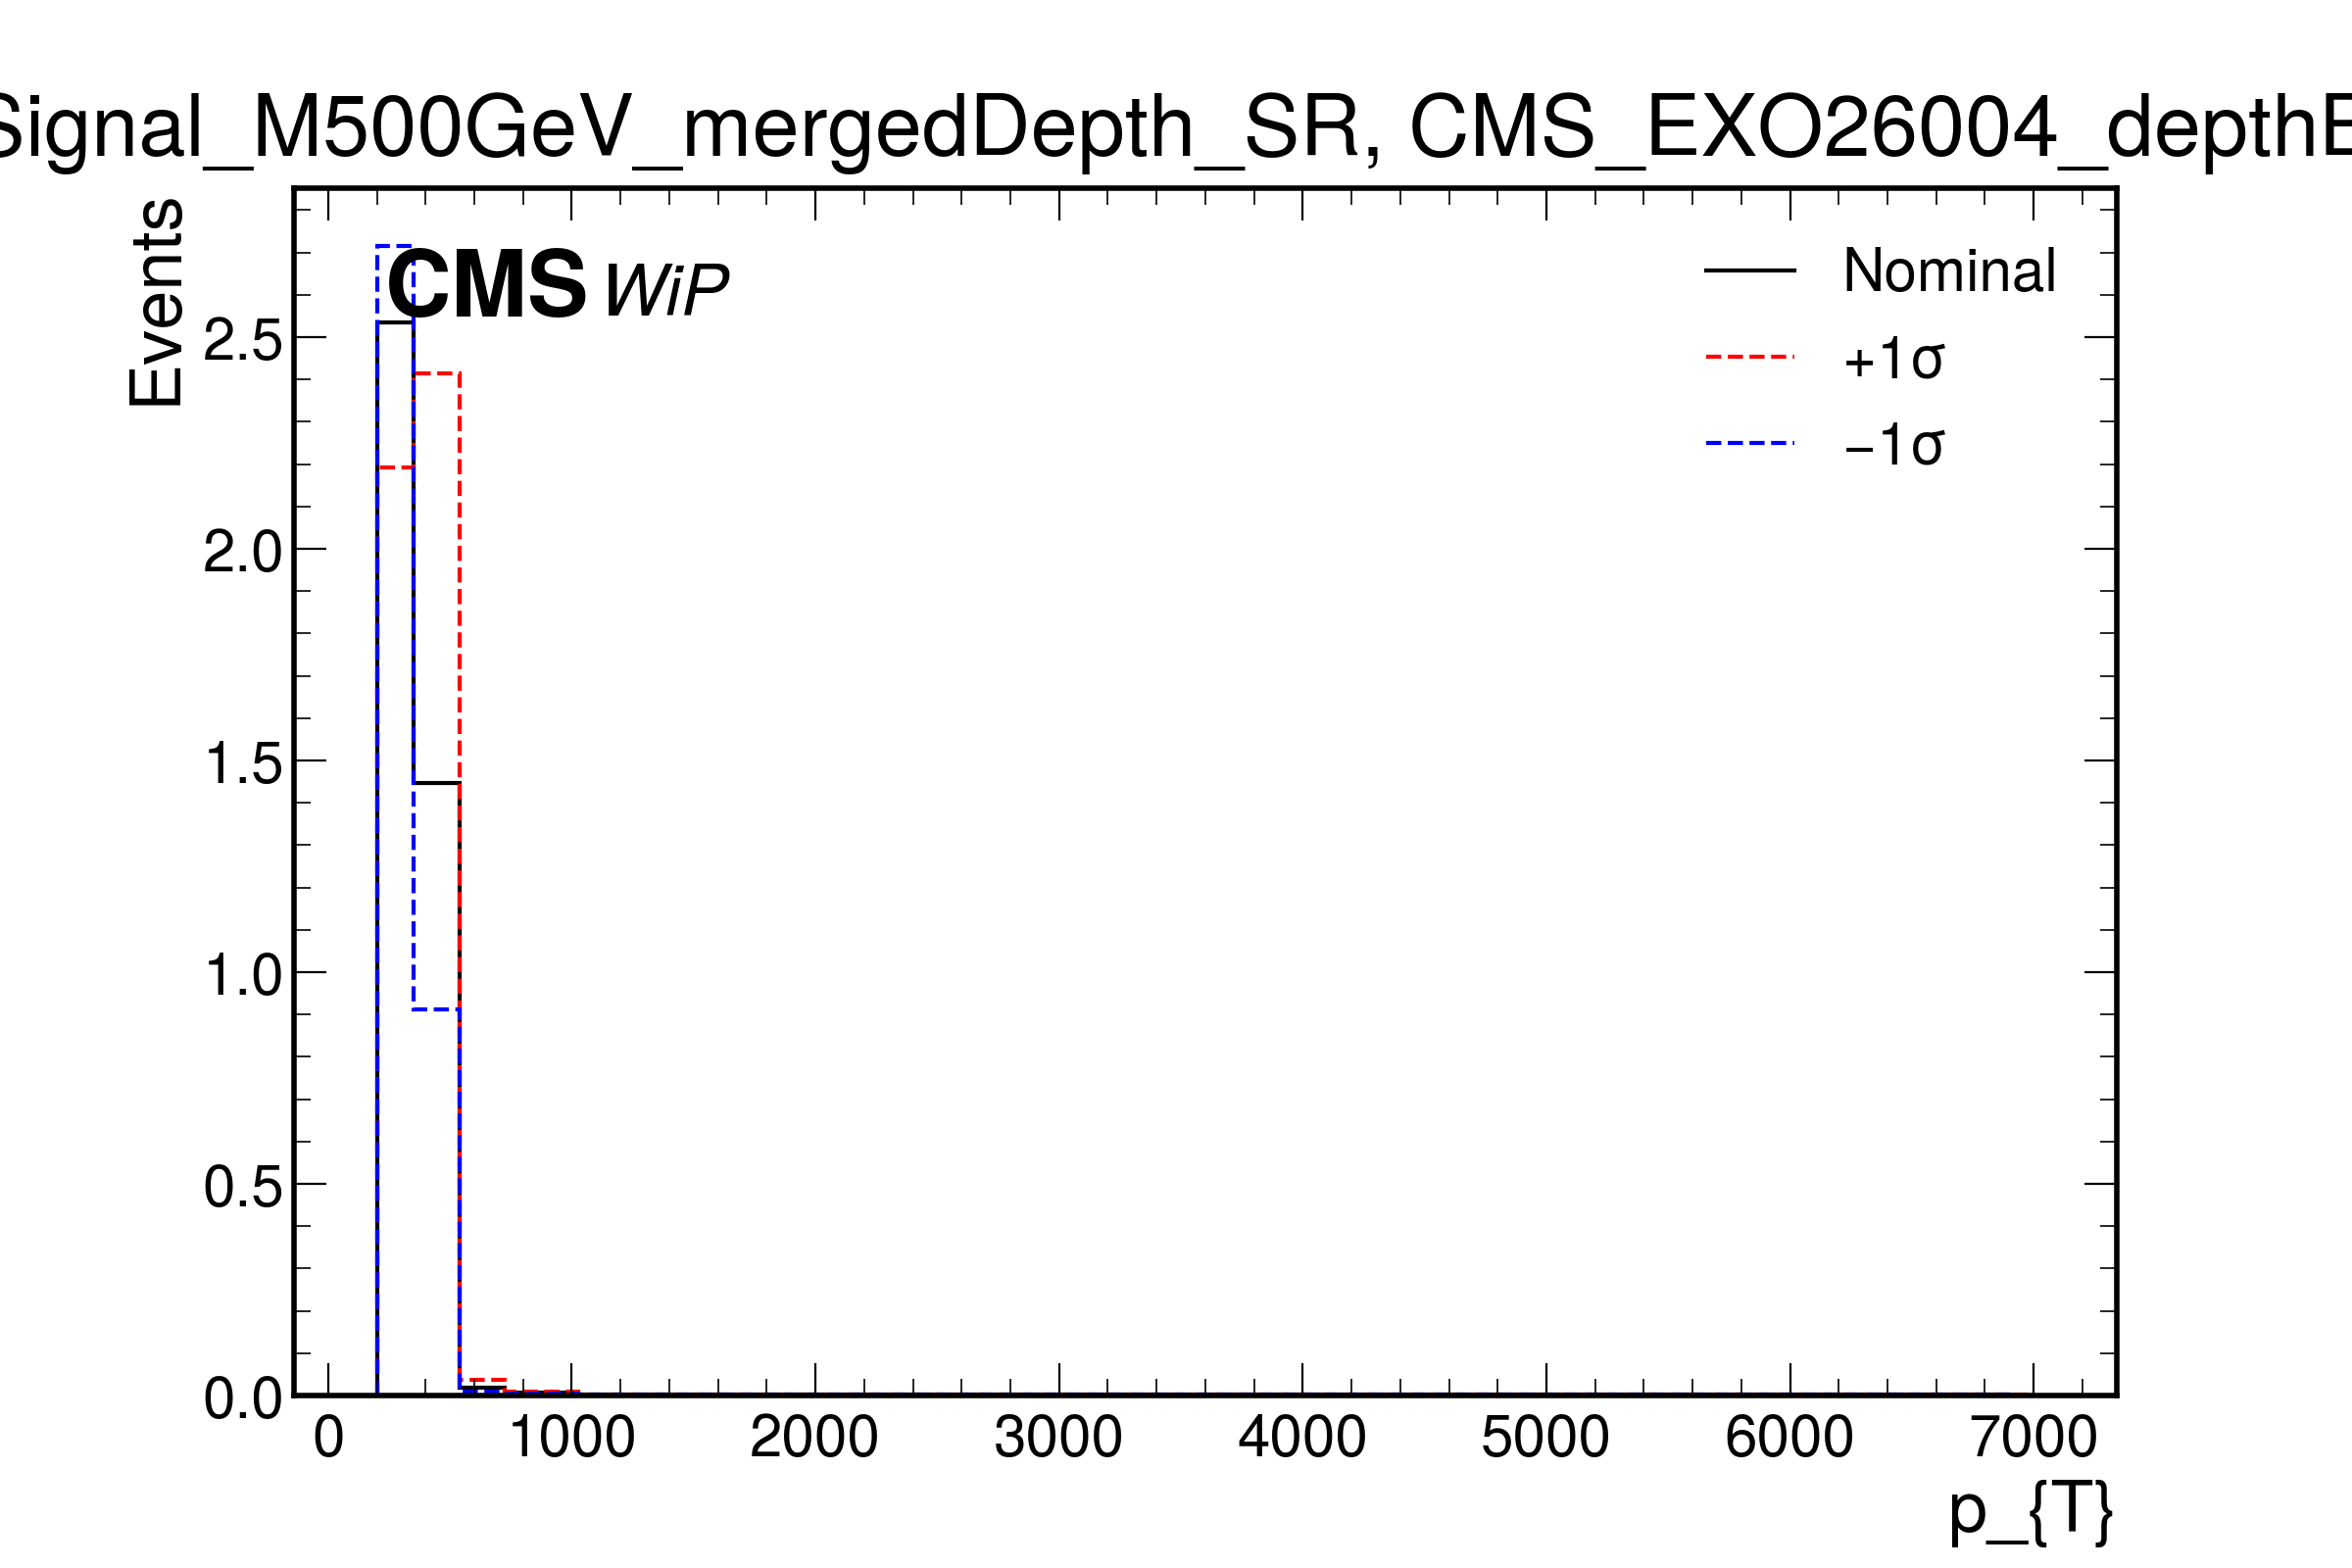 Signal_M500GeV_mergedDepth_SR, CMS_EXO26004_depthE
Events
CMS WiP
Nominal
+1σ
−1σ
2.5
2.0
1.5
1.0
0.5
0.0
0 1000 2000 3000 4000 5000 6000 7000
p_{T}